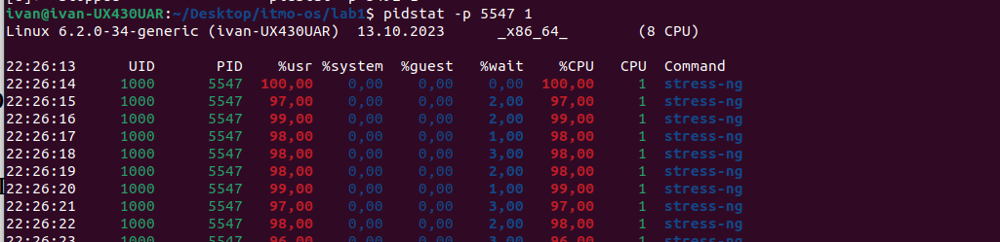 ivan@ivan-UX430UAR:~/Desktop/itmo-os/lab1$ pidstat -p 5547 1
Linux 6.2.0-34-generic (ivan-UX430UAR) 13.10.2023 _x86_64_ (8 CPU)
22:26:13 UID PID %usr %system %guest %wait %CPU CPU Command
22:26:14 1000 5547 100,00 0,00 0,00 0,00 100,00 1 stress-ng
22:26:15 1000 5547 97,00 0,00 0,00 2,00 97,00 1 stress-ng
22:26:16 1000 5547 99,00 0,00 0,00 2,00 99,00 1 stress-ng
22:26:17 1000 5547 98,00 0,00 0,00 1,00 98,00 1 stress-ng
22:26:18 1000 5547 98,00 0,00 0,00 3,00 98,00 1 stress-ng
22:26:19 1000 5547 98,00 0,00 0,00 2,00 98,00 1 stress-ng
22:26:20 1000 5547 99,00 0,00 0,00 1,00 99,00 1 stress-ng
22:26:21 1000 5547 97,00 0,00 0,00 3,00 97,00 1 stress-ng
22:26:22 1000 5547 98,00 0,00 0,00 2,00 98,00 1 stress-ng
22:26:23 1000 5547 96,00 0,00 0,00 3,00 96,00 1 stress-ng